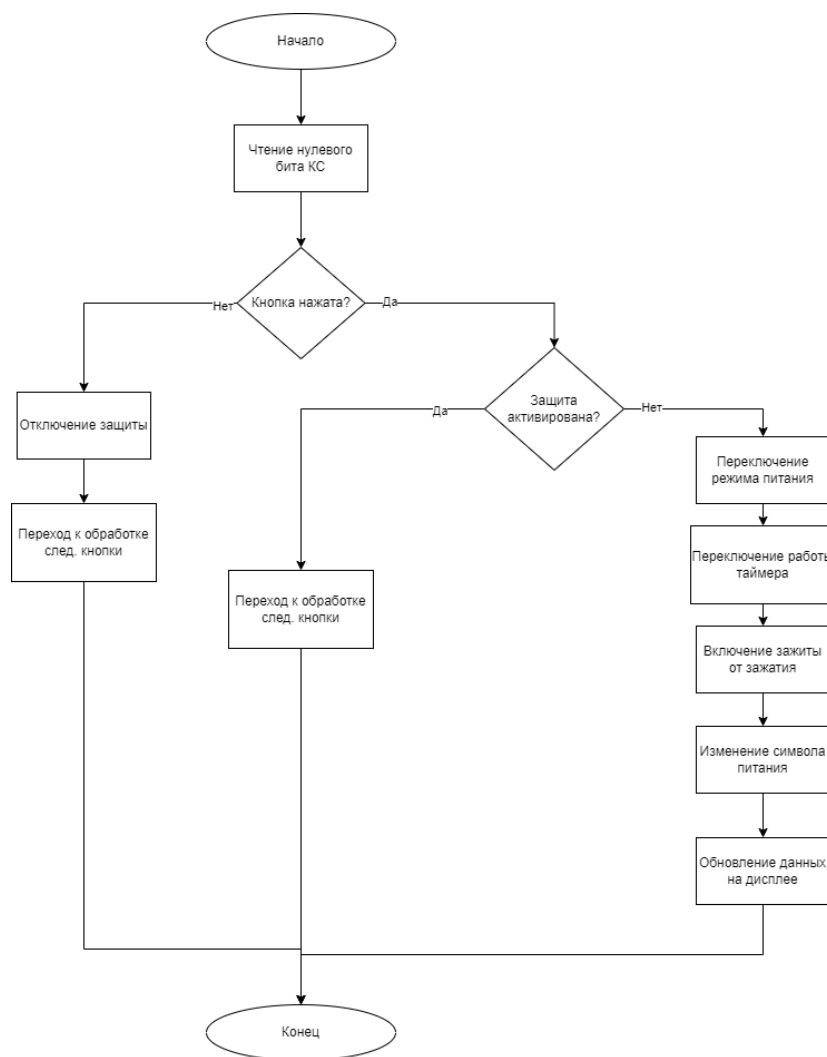 Начало
Чтение нулевого
бита КС
Кнопка нажата?
Нет
Да
Защита
активирована?
Да
Нет
Отключение защиты
Переход к обработке
след. кнопки
Переход к обработке
след. кнопки
Переключение
режима питания
Переключение работы
таймера
Включение зажиты
от зажатия
Изменение символа
питания
Обновление данных
на дисплее
Конец